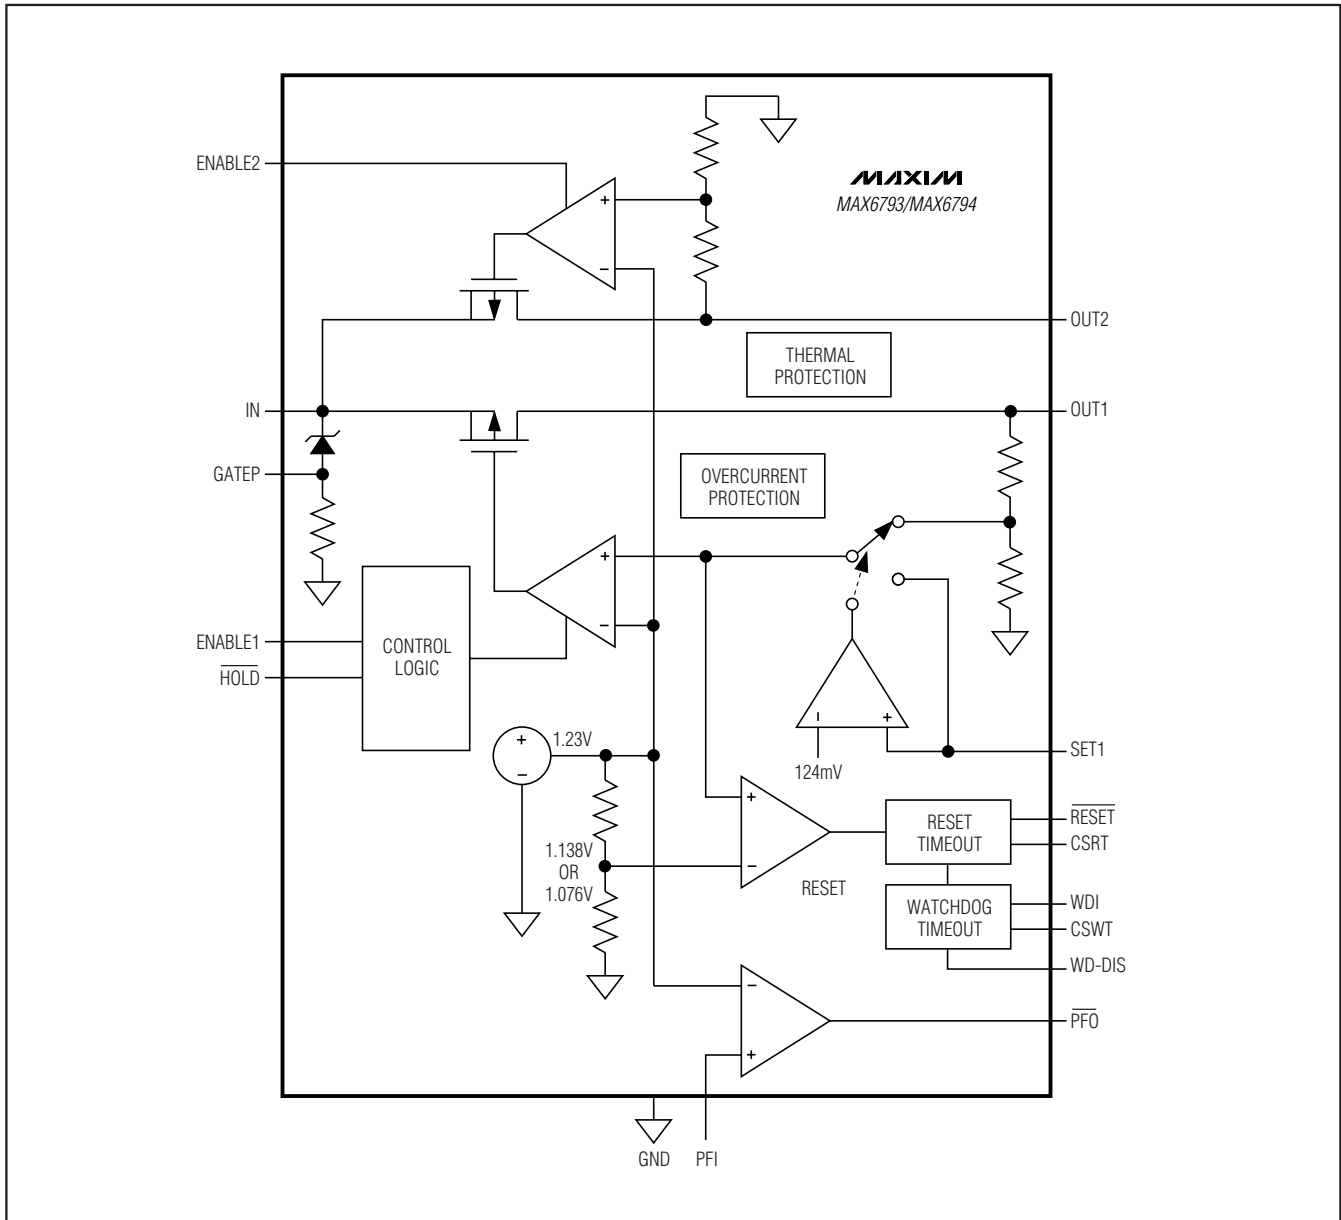 ENABLE2
+
MAXIM
MAX6793/MAX6794
−
OUT2
THERMAL
PROTECTION
IN
OUT1
GATEP
OVERCURRENT
PROTECTION
+
−
ENABLE1
HOLD
CONTROL
LOGIC
− +
+
−
1.23V
124mV
SET1
+
−
RESET
1.138V
OR
1.076V
RESET
TIMEOUT
RESET
CSRT
WATCHDOG
TIMEOUT
WDI
CSWT
WD-DIS
−
+
PFO
GND
PFI